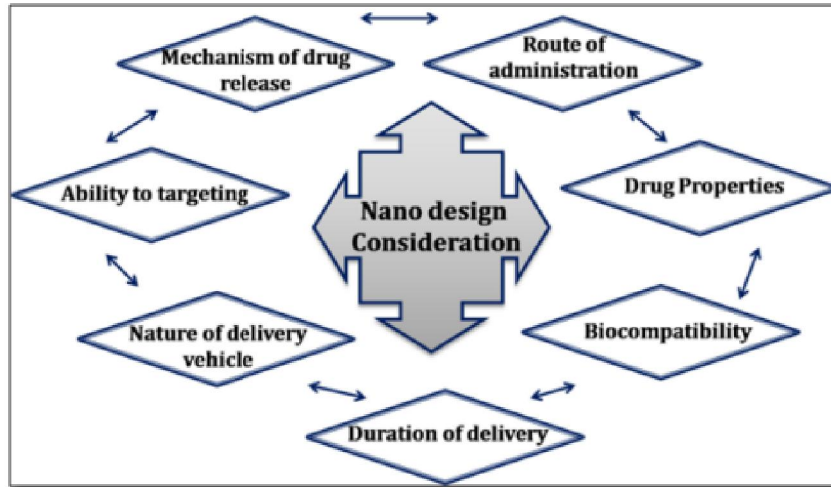 Mechanism of drug
release
Route of
administration
Ability to targeting
Drug Properties
Nano design
Consideration
Nature of delivery
vehicle
Biocompatibility
Duration of delivery